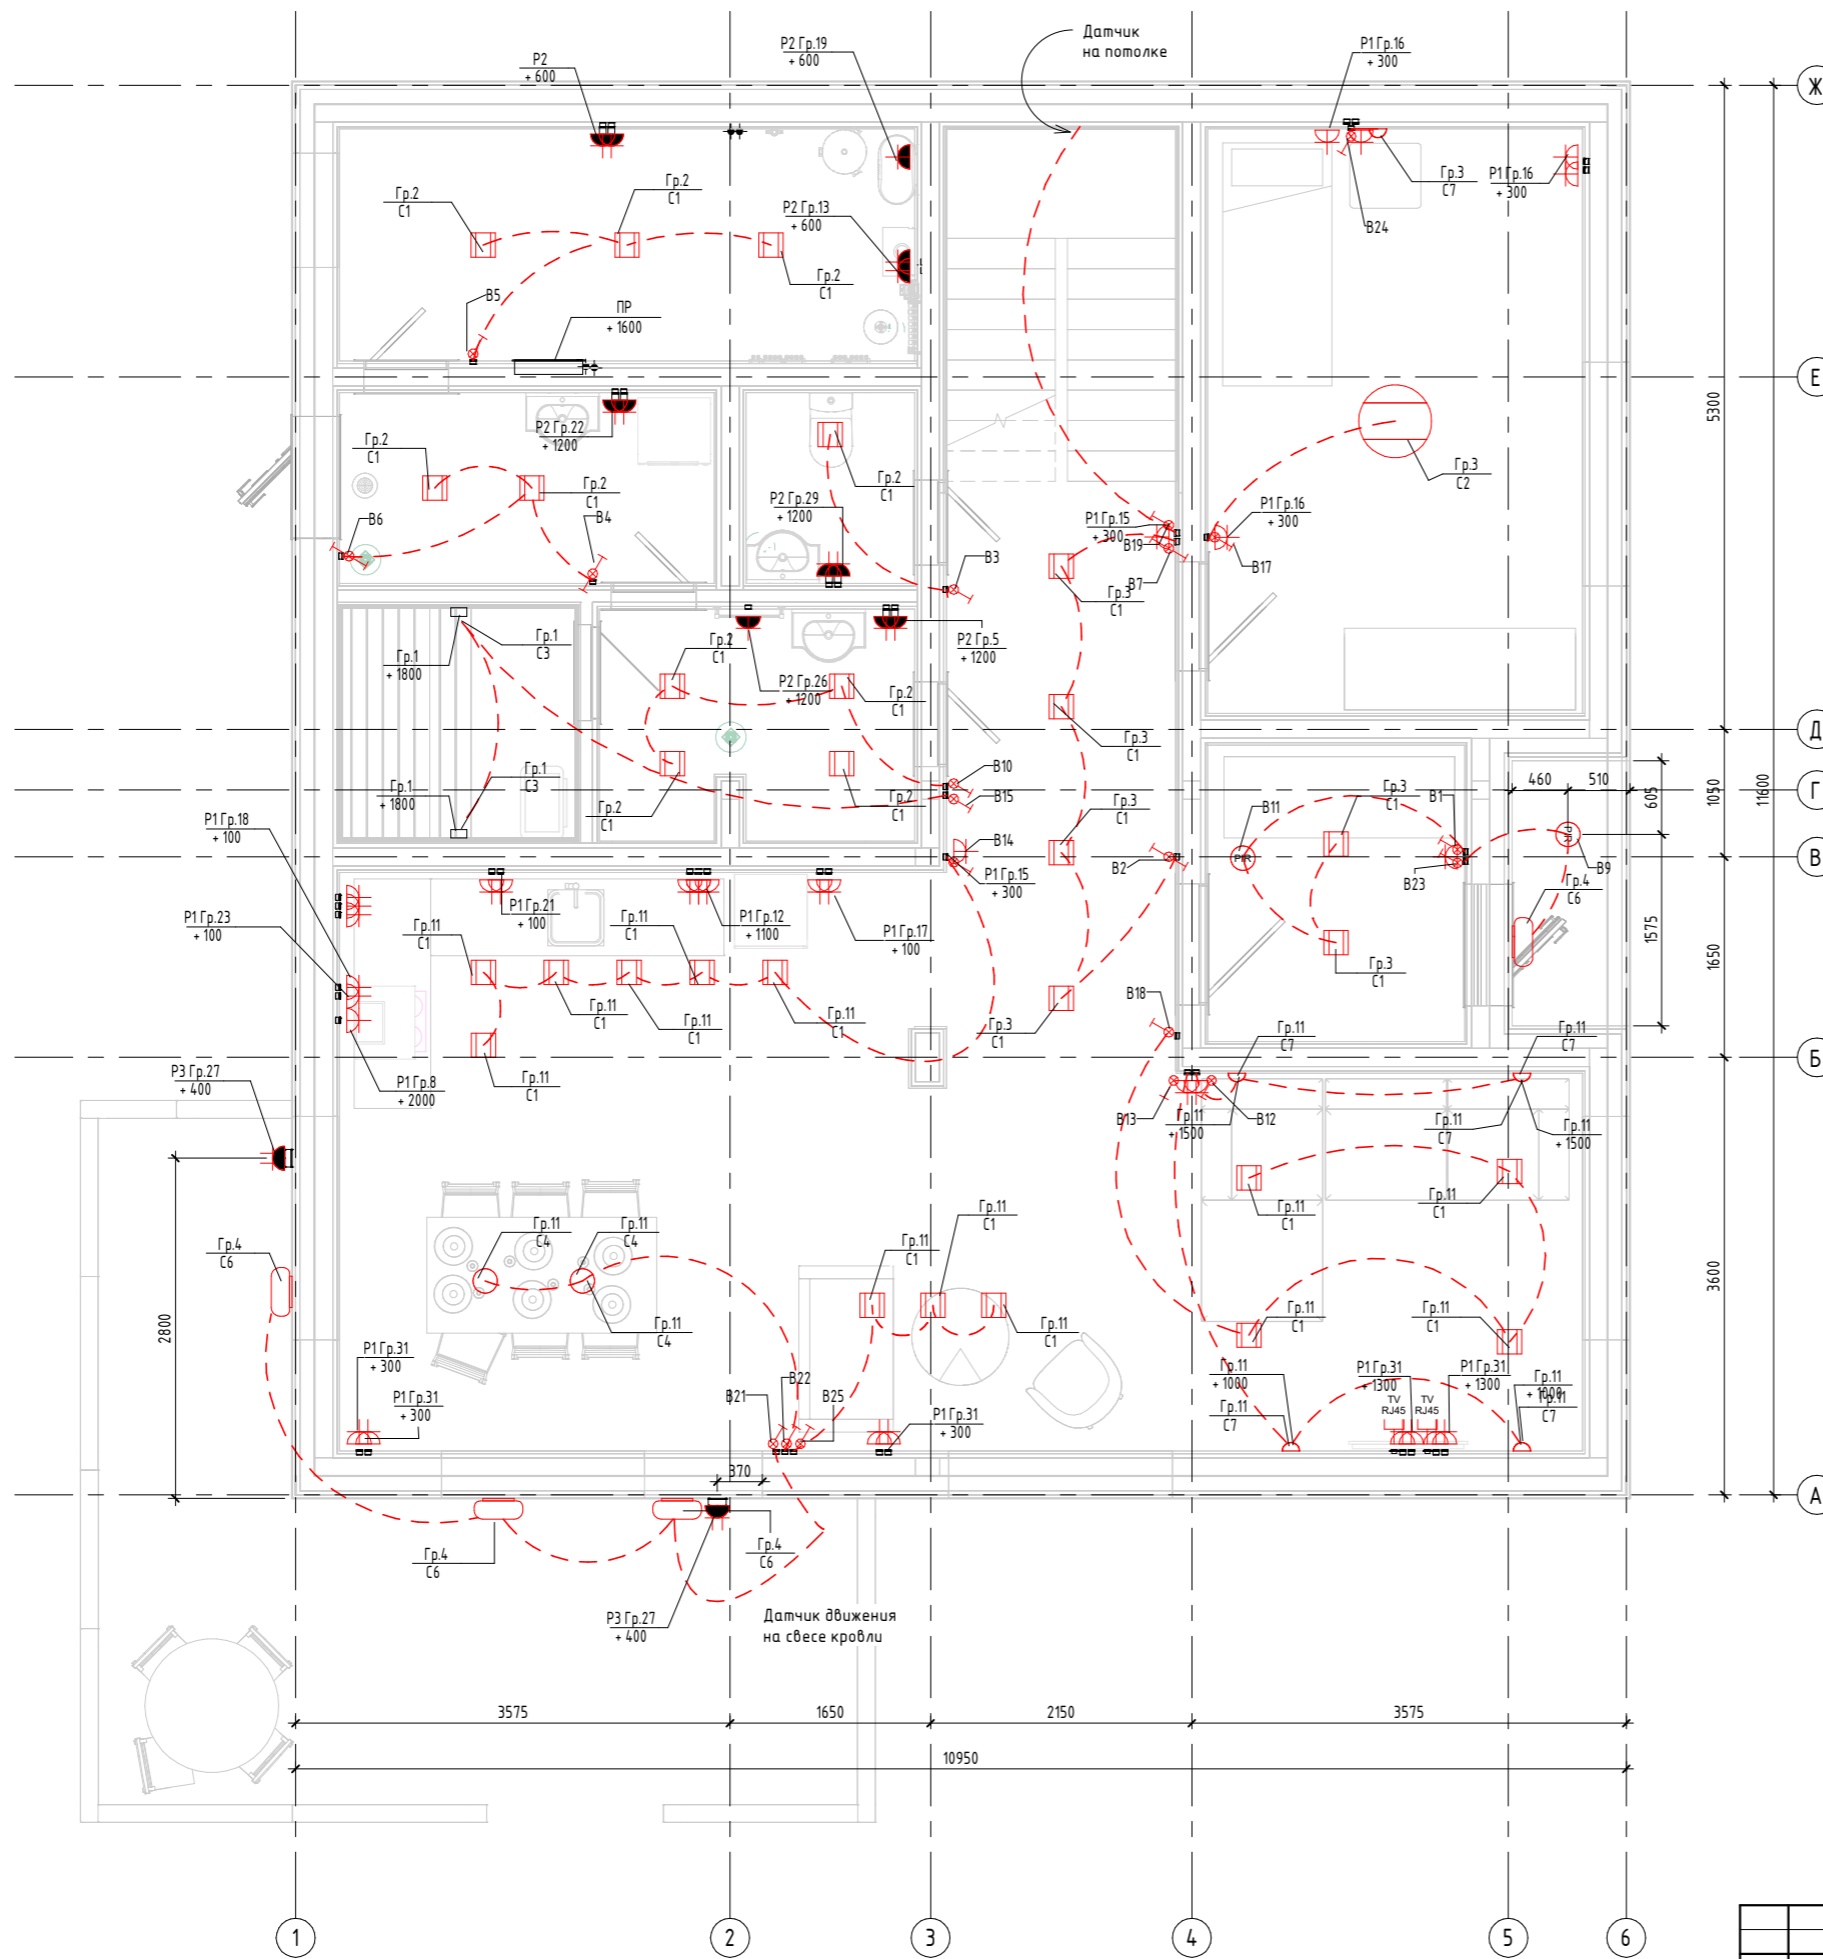 Датчик
на потолке
Р2
+ 600
Р2 Гр.19
+ 600
Р1 Гр.16
+ 300
Ж
Гр.2
С1
Гр.2
С1
Р2 Гр.13
+ 600
Гр.2
С1
Гр.3
С7
Р1 Гр.16
+ 300
В24
В5
ПР
+ 1600
Е
5300
Гр.2
С1
Р2 Гр.22
+ 1200
Гр.2
С1
В4
В6
Гр.2
С1
Р2 Гр.29
+ 1200
В3
Р1 Гр.15
+ 300
В19
В7
Гр.3
С1
Гр.3
С2
Р1 Гр.16
+ 300
В17
Гр.1
+ 1800
Гр.1
С3
Гр.2
С1
Р2 Гр.26
+ 1200
Гр.2
С1
Р2 Гр.5
+ 1200
Гр.3
С1
Д
Гр.1
+ 1800
Гр.1
С3
Гр.2
С1
Гр.2
С1
В10
В15
Гр.3
С1
Гр.3
С1
В11
PIR
В1
В23
460
510
605
1050
11600
Г
PIR
В9
Р1 Гр.18
+ 100
В14
Р1 Гр.15
+ 300
В2
В
Гр.4
С6
1575
1650
Р1 Гр.23
+ 100
Гр.11
С1
Р1 Гр.21
+ 100
Гр.11
С1
Р1 Гр.12
+ 1100
Р1 Гр.17
+ 100
Гр.3
С1
Гр.11
С1
Гр.11
С1
Гр.11
С1
Гр.3
С1
В18
Гр.11
С7
Гр.11
С7
Б
Р3 Гр.27
+ 400
Р1 Гр.8
+ 2000
Гр.11
С1
В13
Гр.11
+ 1500
В12
Гр.11
С7
Гр.11
+ 1500
2800
Гр.4
С6
Гр.11
С4
Гр.11
С4
Гр.11
С4
Гр.11
С1
Гр.11
С1
Гр.11
С1
Гр.11
С1
Гр.11
С1
Гр.11
С1
Гр.11
С1
3600
Р1 Гр.31
+ 300
Р1 Гр.31
+ 300
В21
В22
В25
Р1 Гр.31
+ 300
Гр.11
+ 1000
Гр.11
С7
Р1 Гр.31
+ 1300
TV
RJ45
TV
RJ45
Р1 Гр.31
+ 1300
Гр.11
+ 1000
Гр.11
С7
370
А
Гр.4
С6
Гр.4
С6
Р3 Гр.27
+ 400
Датчик движения
на свесе кровли
3575
1650
2150
3575
10950
1
2
3
4
5
6